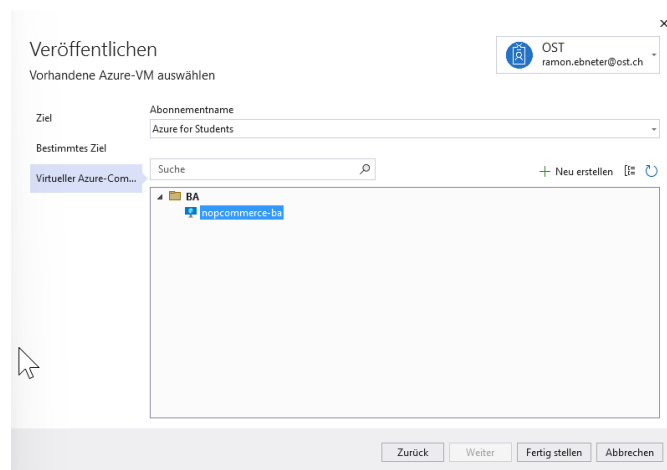 Veröffentlichen
Vorhandene Azure-VM auswählen
OST
ramon.ebneter@ost.ch
Ziel
Bestimmtes Ziel
Virtueller Azure-Com...
Abonnementname
Azure for Students
Suche
Neu erstellen
BA
nopcommerce-ba
Zurück
Weiter
Fertig stellen
Abbrechen